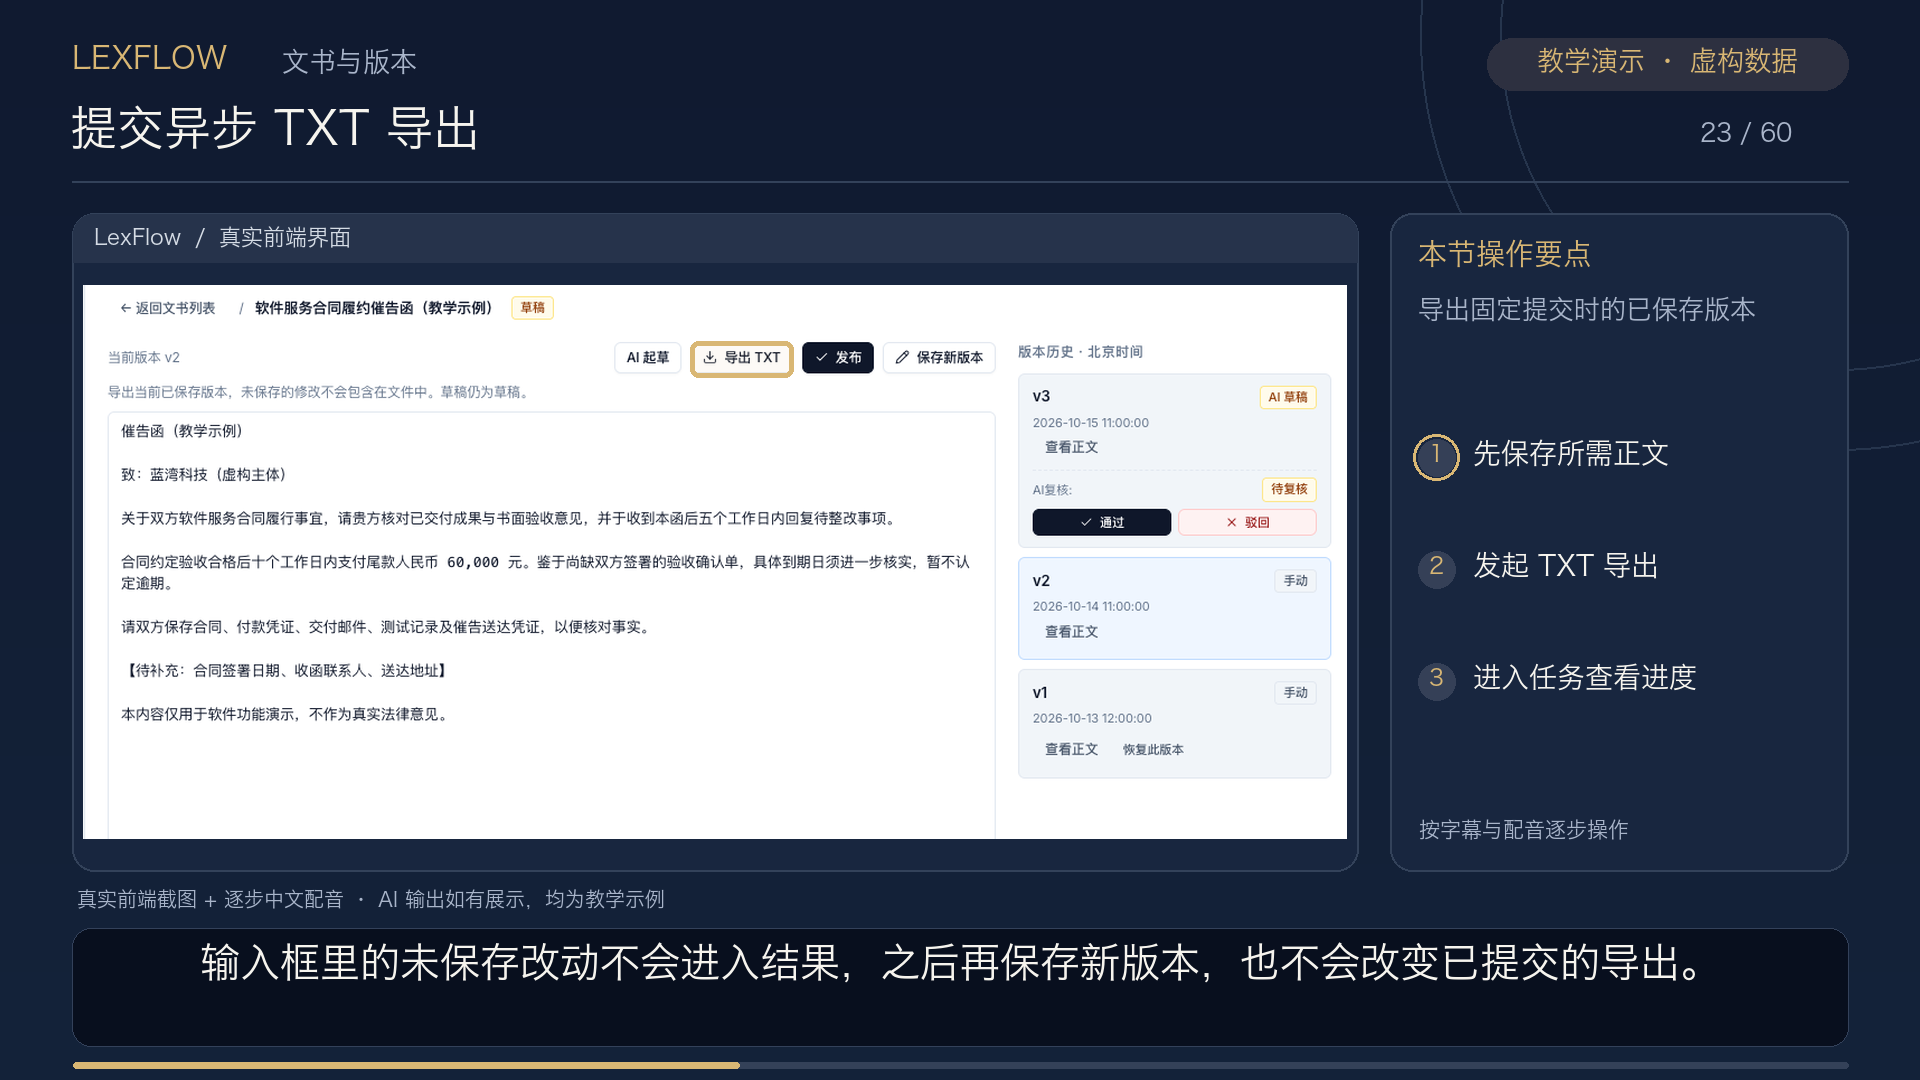 LEXFLOW 文书与版本
教学演示 · 虚构数据
提交异步 TXT 导出
23 / 60
LexFlow / 真实前端界面
← 返回文书列表 / 软件服务合同履约催告函（教学示例） 草稿
当前版本 v2
AI 起草
导出 TXT
发布
保存新版本
导出当前已保存版本，未保存的修改不会包含在文件中。草稿仍为草稿。
催告函（教学示例）
致：蓝湾科技（虚构主体）
关于双方软件服务合同履行事宜，请贵方核对已交付成果与书面验收意见，并于收到本函后五个工作日内回复待整改事项。
合同约定验收合格后十个工作日内支付尾款人民币 60,000 元。鉴于尚缺双方签署的验收确认单，具体到期日须进一步核实，暂不认
定逾期。
请双方保存合同、付款凭证、交付邮件、测试记录及催告送达凭证，以便核对事实。
【待补充：合同签署日期、收函联系人、送达地址】
本内容仅用于软件功能演示，不作为真实法律意见。
版本历史 · 北京时间
v3 AI 草稿
2026-10-15 11:00:00
查看正文
AI复核: 待复核
通过 驳回
v2 手动
2026-10-14 11:00:00
查看正文
v1 手动
2026-10-13 12:00:00
查看正文 恢复此版本
本节操作要点
导出固定提交时的已保存版本
1 先保存所需正文
2 发起 TXT 导出
3 进入任务查看进度
按字幕与配音逐步操作
真实前端截图 + 逐步中文配音 · AI 输出如有展示，均为教学示例
输入框里的未保存改动不会进入结果，之后再保存新版本，也不会改变已提交的导出。